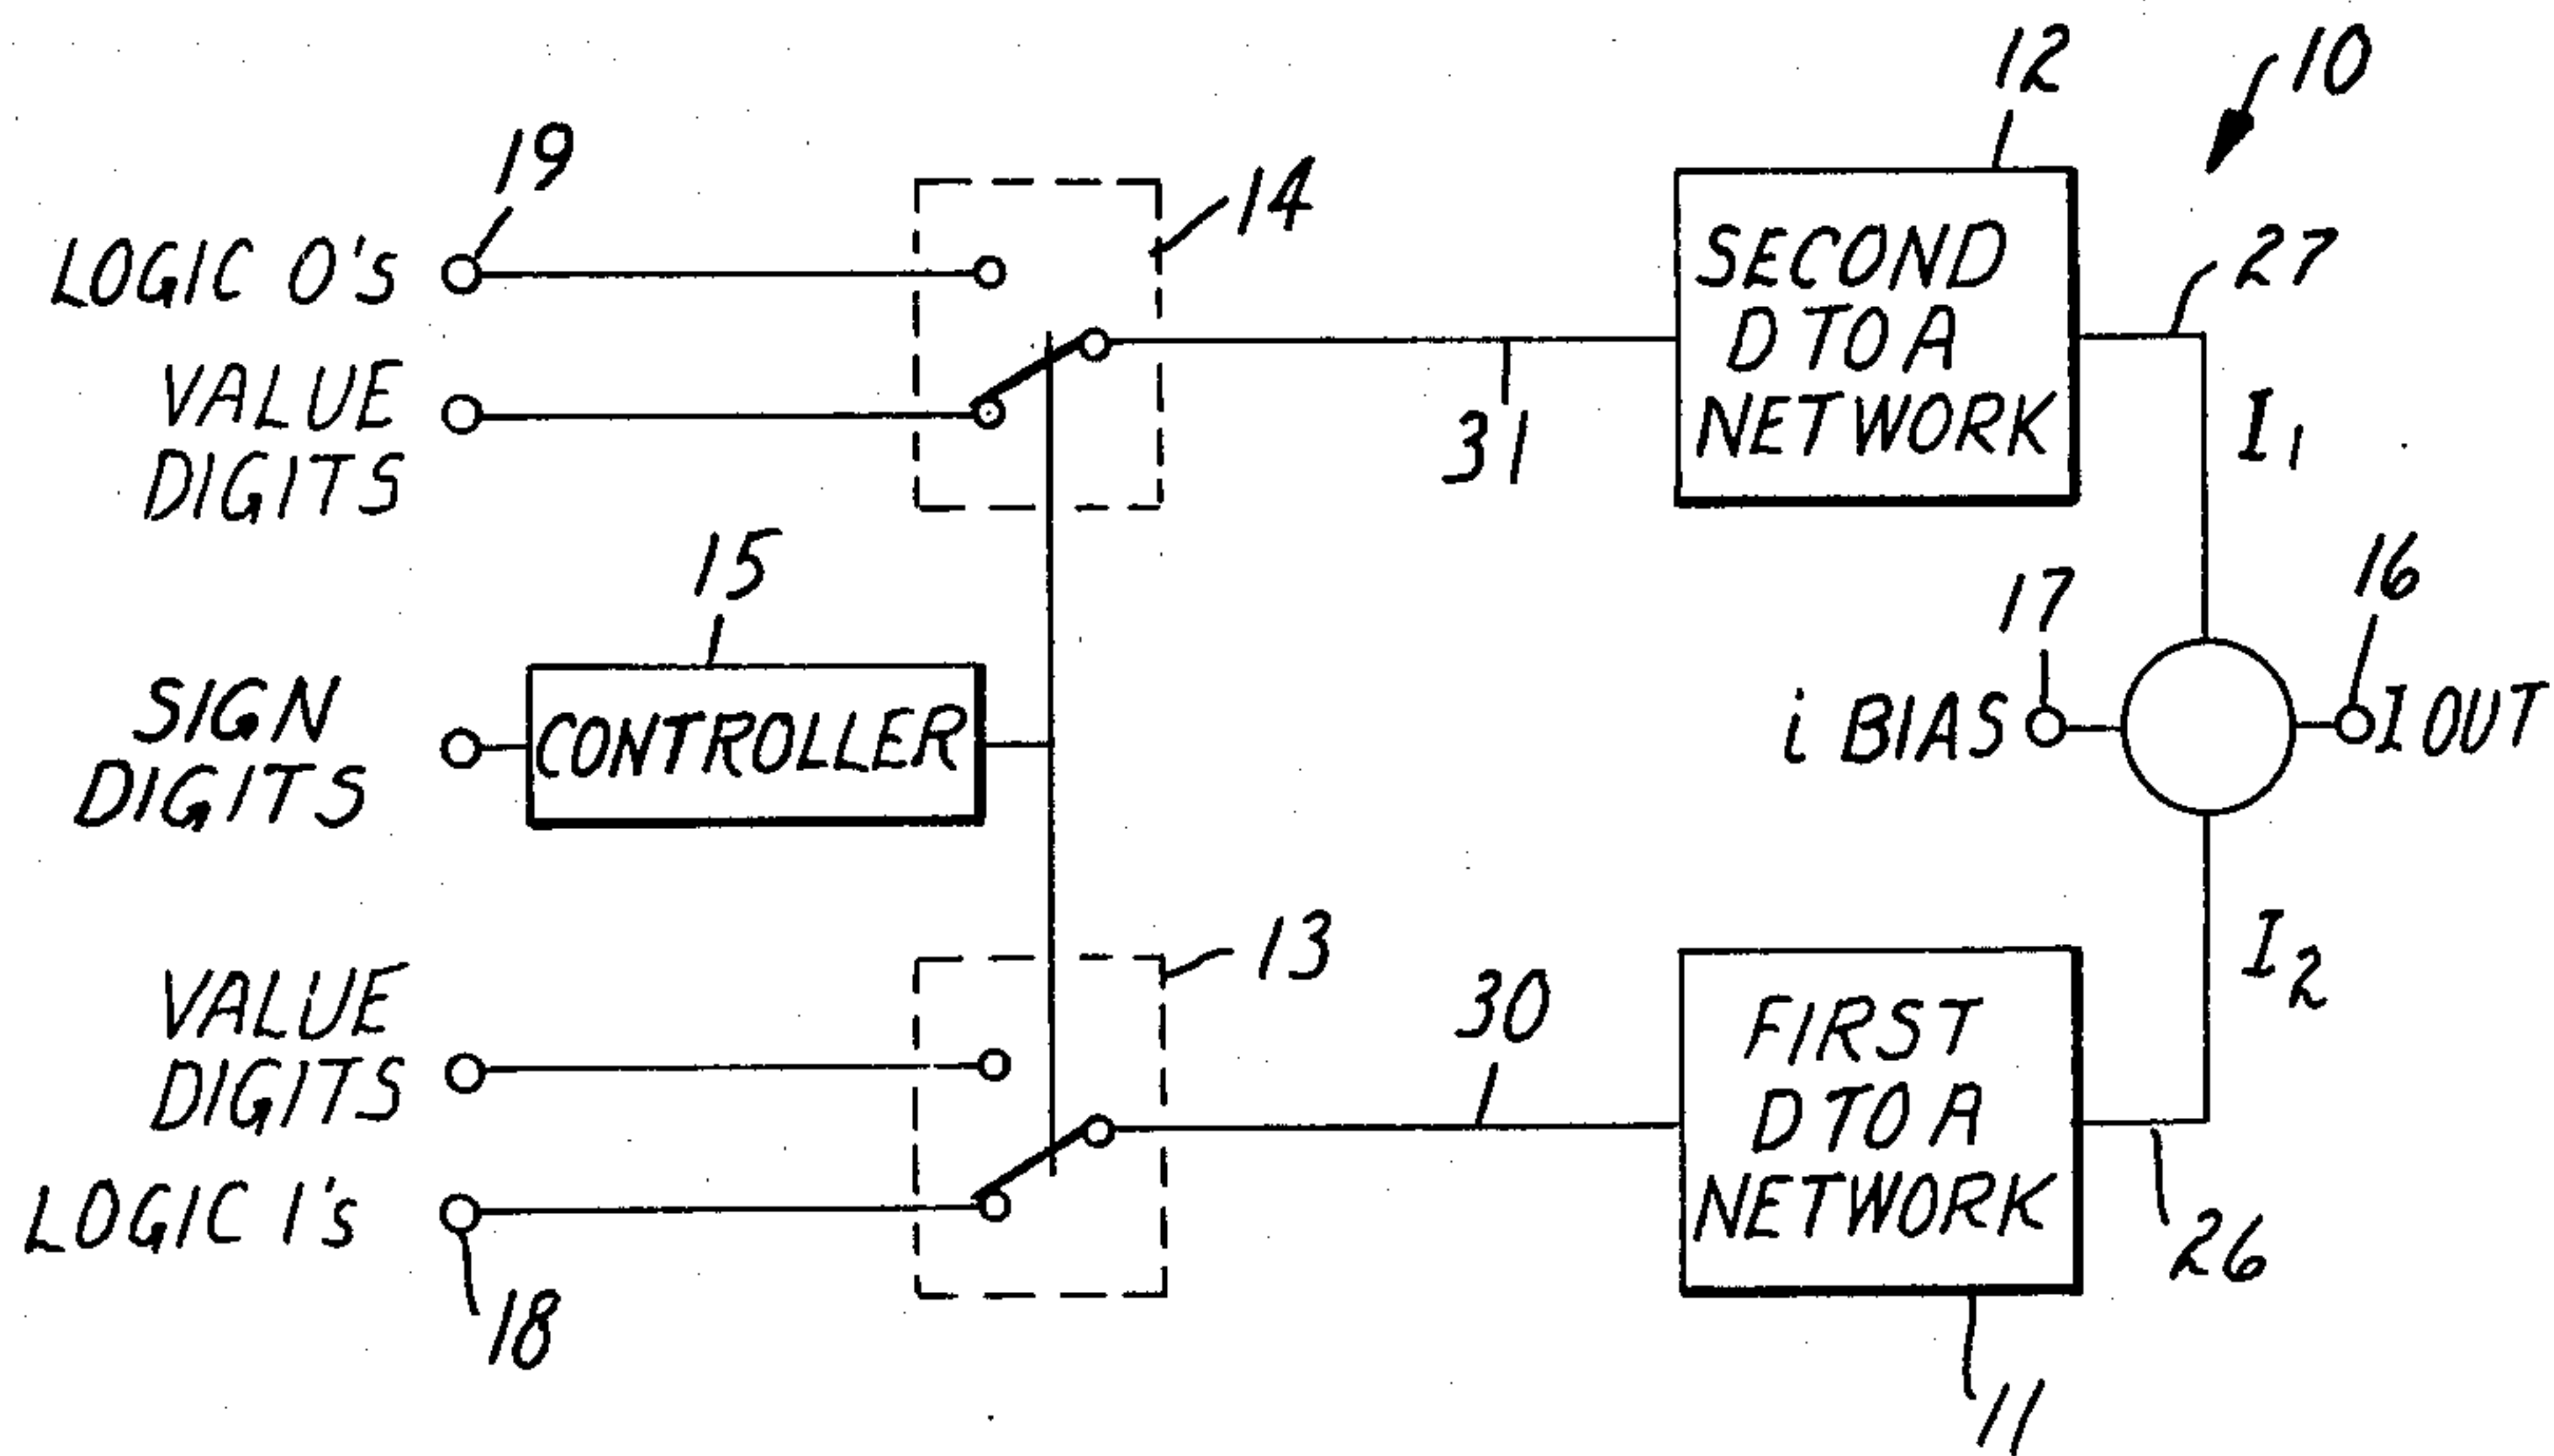 12
10
19
14
LOGIC 0's
SECOND
D TO A
NETWORK
27
VALUE
DIGITS
31
I1
15
17
16
SIGN
DIGITS
CONTROLLER
i BIAS
I OUT
13
30
I2
VALUE
DIGITS
FIRST
D TO A
NETWORK
LOGIC 1's
26
18
11